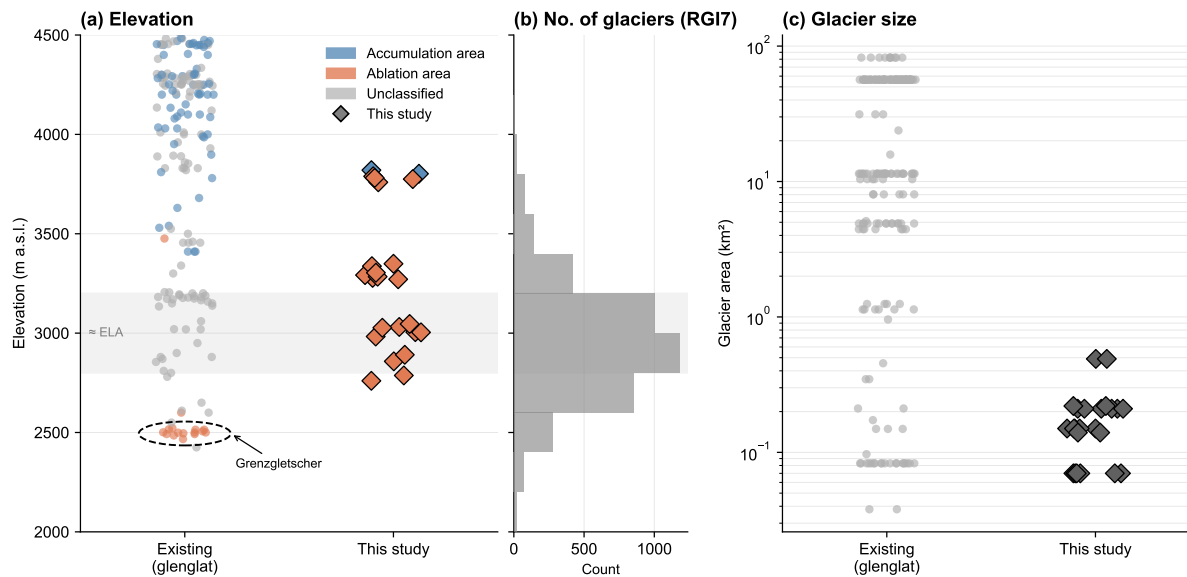 (a) Elevation
(b) No. of glaciers (RGI7)
(c) Glacier size
Elevation (m a.s.l.)
4500
4000
3500
3000
2500
2000
Accumulation area
Ablation area
Unclassified
This study
≈ ELA
Grenzgletscher
Existing
(glenglat)
This study
0
500
1000
Count
Glacier area (km²)
10²
10¹
10⁰
10⁻¹
Existing
(glenglat)
This study